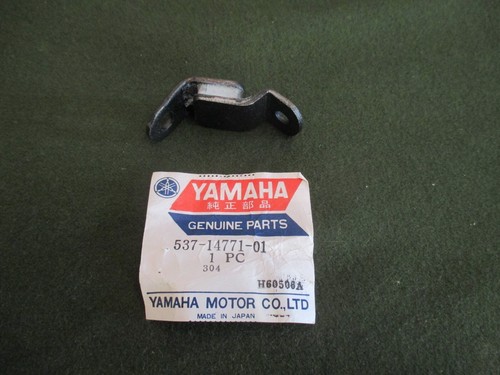 YAMAHA
純正部品
GENUINE PARTS
537-14771-01
1 PC
304
H60506A
YAMAHA MOTOR CO.,LTD
MADE IN JAPAN